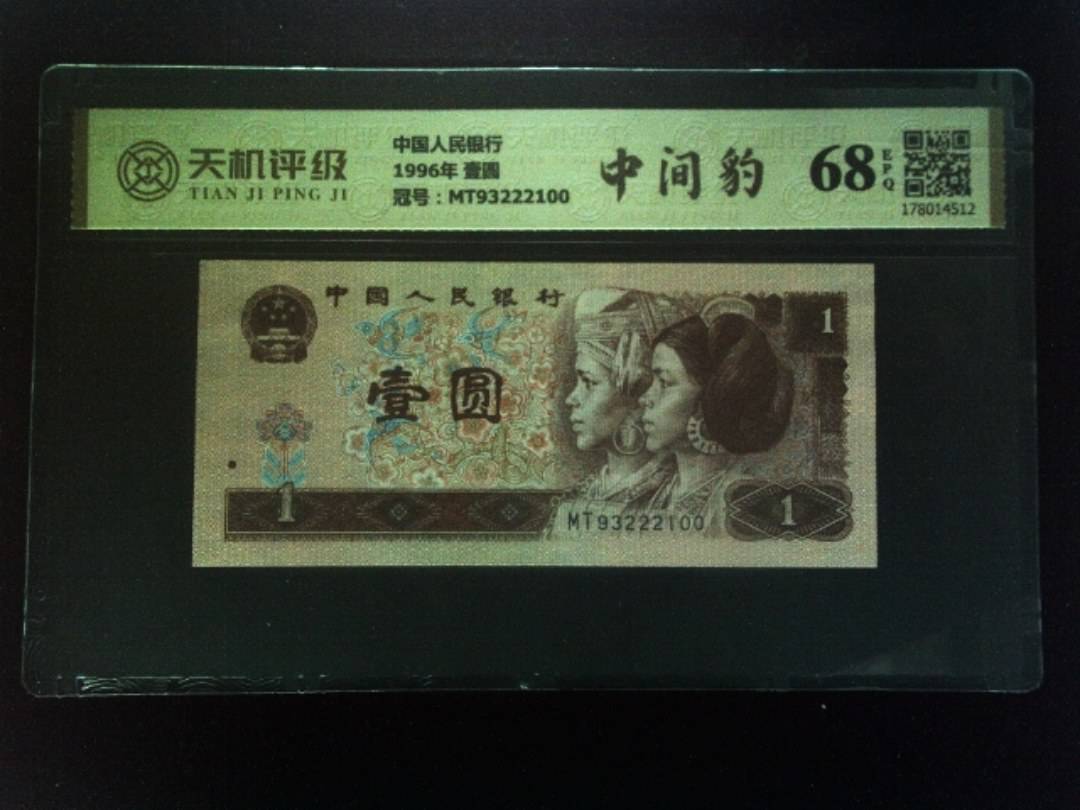 天机评级
TIAN JI PING JI
中国人民银行
1996年 壹圆
冠号：MT93222100
中间豹
68
EPQ
178014512
中国人民银行
壹圆
1
1
1
MT93222100